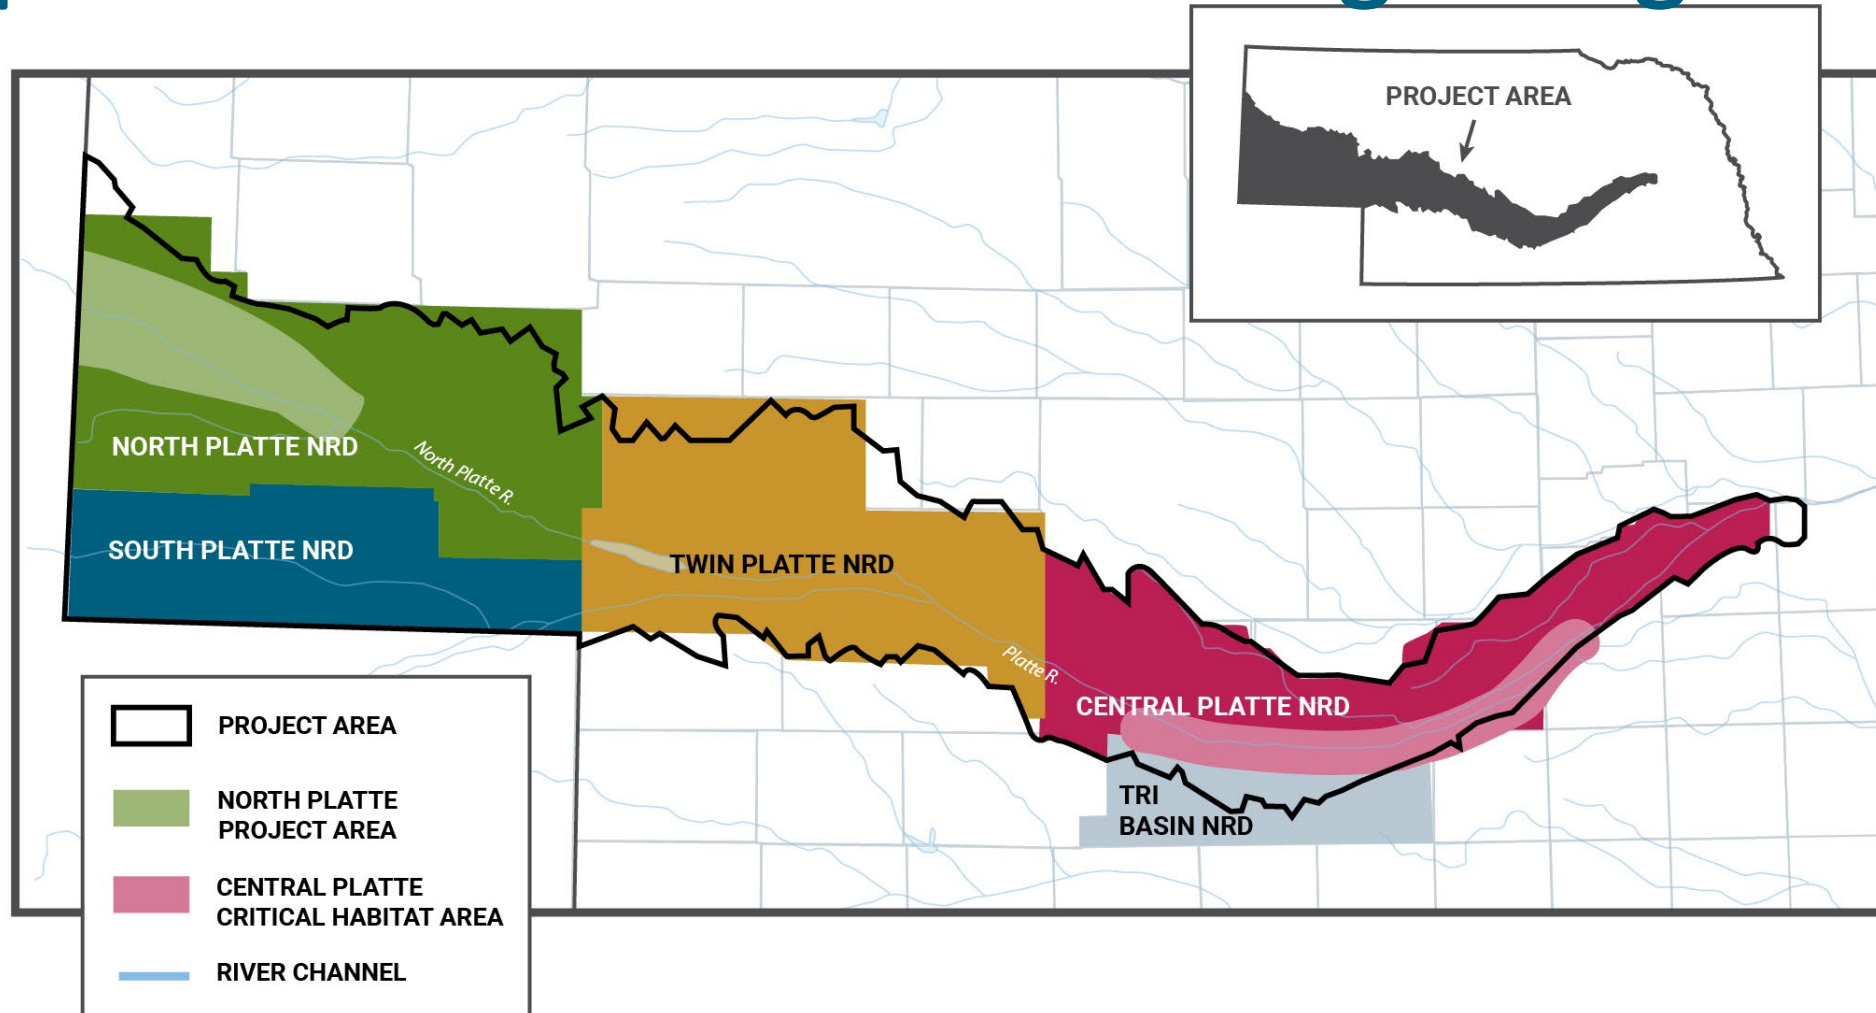 PROJECT AREA
NORTH PLATTE NRD
North Platte R.
SOUTH PLATTE NRD
TWIN PLATTE NRD
Platte R.
CENTRAL PLATTE NRD
TRI
BASIN NRD
PROJECT AREA
NORTH PLATTE
PROJECT AREA
CENTRAL PLATTE
CRITICAL HABITAT AREA
RIVER CHANNEL